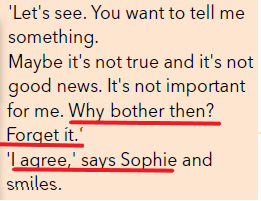 'Let's see. You want to tell me
something.
Maybe it's not true and it's not
good news. It's not important
for me. Why bother then?
Forget it.‘
'I agree,' says Sophie and
smiles.